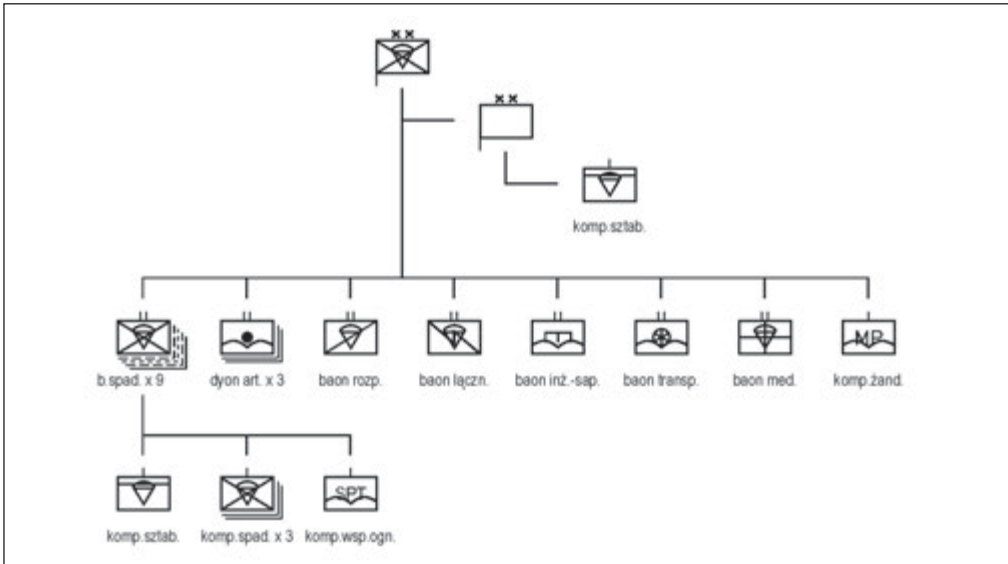 komp.sztab.
b.spad. x 9 dyon art. x 3 baon rozp. baon łączn. baon inż.-sap. baon transp. baon med. komp.żand.
MP
SPT
komp.sztab. komp.spad. x 3 komp.wsp.ogn.